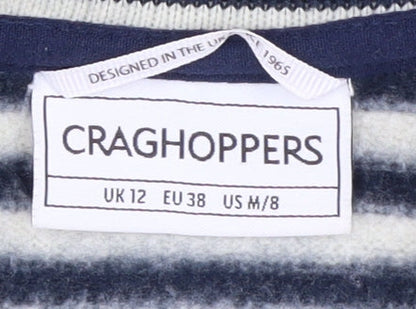 DESIGNED IN THE UK 1965
CRAGHOPPERS
UK 12 EU 38 US M/8